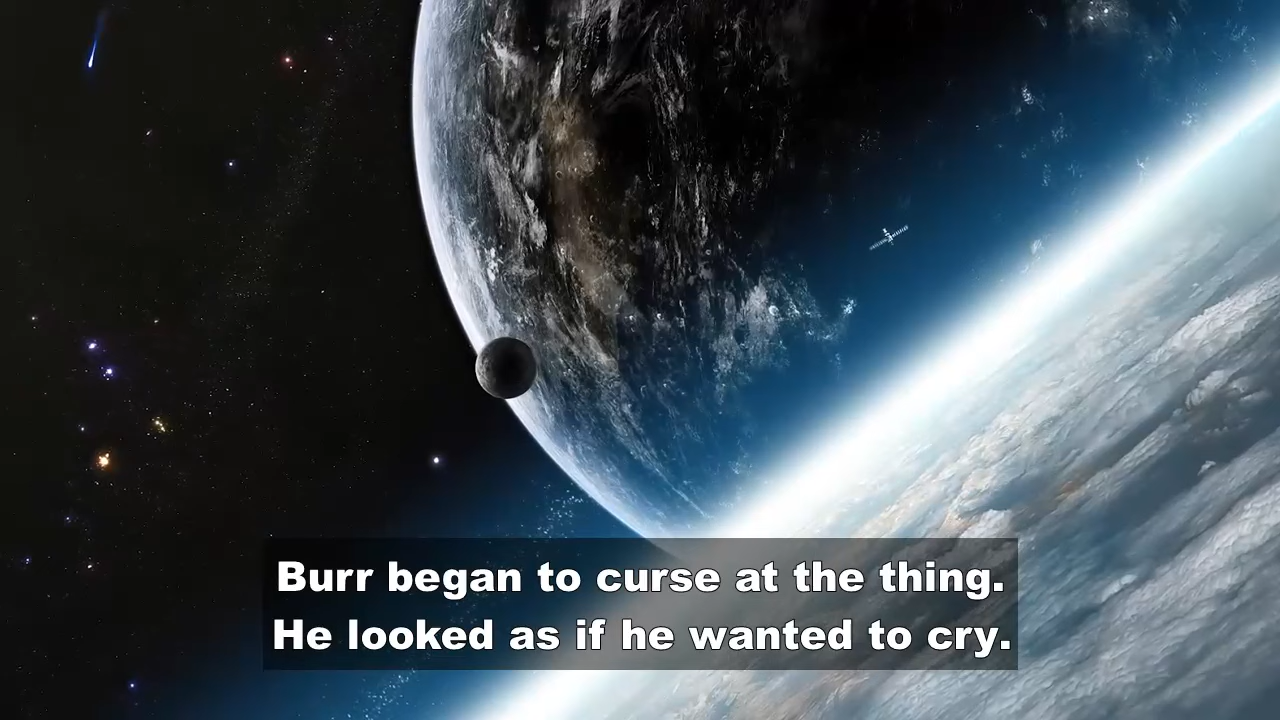 Burr began to curse at the thing.
He looked as if he wanted to cry.